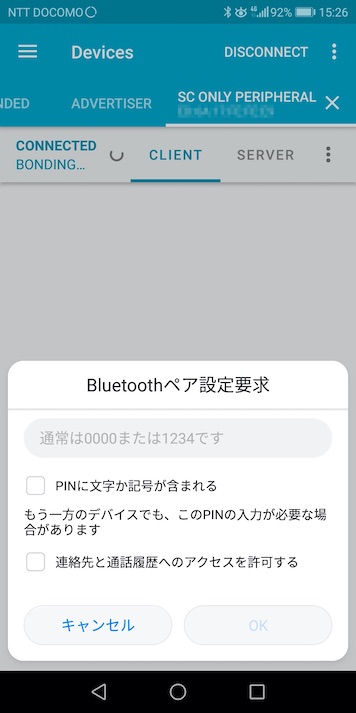 NTT DOCOMO 4G 92% 15:26
Devices DISCONNECT
NDED ADVERTISER SC ONLY PERIPHERAL
CONNECTED
BONDING... CLIENT SERVER
Bluetoothペア設定要求
通常は0000または1234です
PINに文字か記号が含まれる
もう一方のデバイスでも、このPINの入力が必要な場
合があります
連絡先と通話履歴へのアクセスを許可する
キャンセル OK